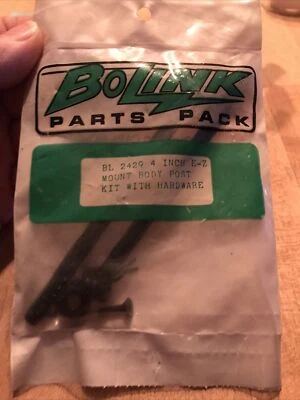 BOLINK
PARTS PACK
BL 2429 4 INCH E-Z
MOUNT BODY POST
KIT WITH HARDWARE